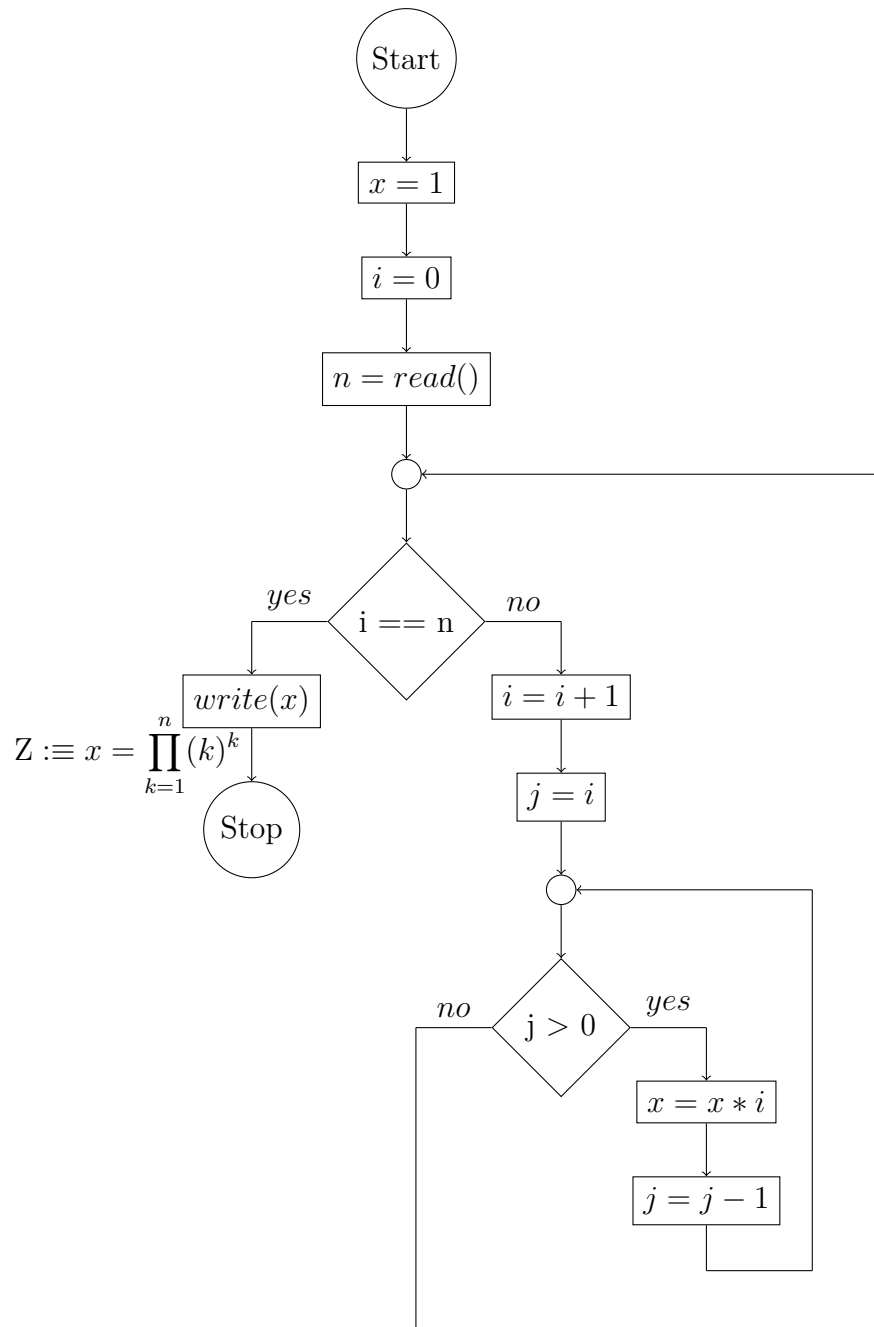 Start
x = 1
i = 0
n = read()
i == n
yes
no
write(x)
i = i + 1
Z :≡ x = ∏_{k=1}^{n} (k)^k
j = i
Stop
j > 0
no
yes
x = x ∗ i
j = j − 1